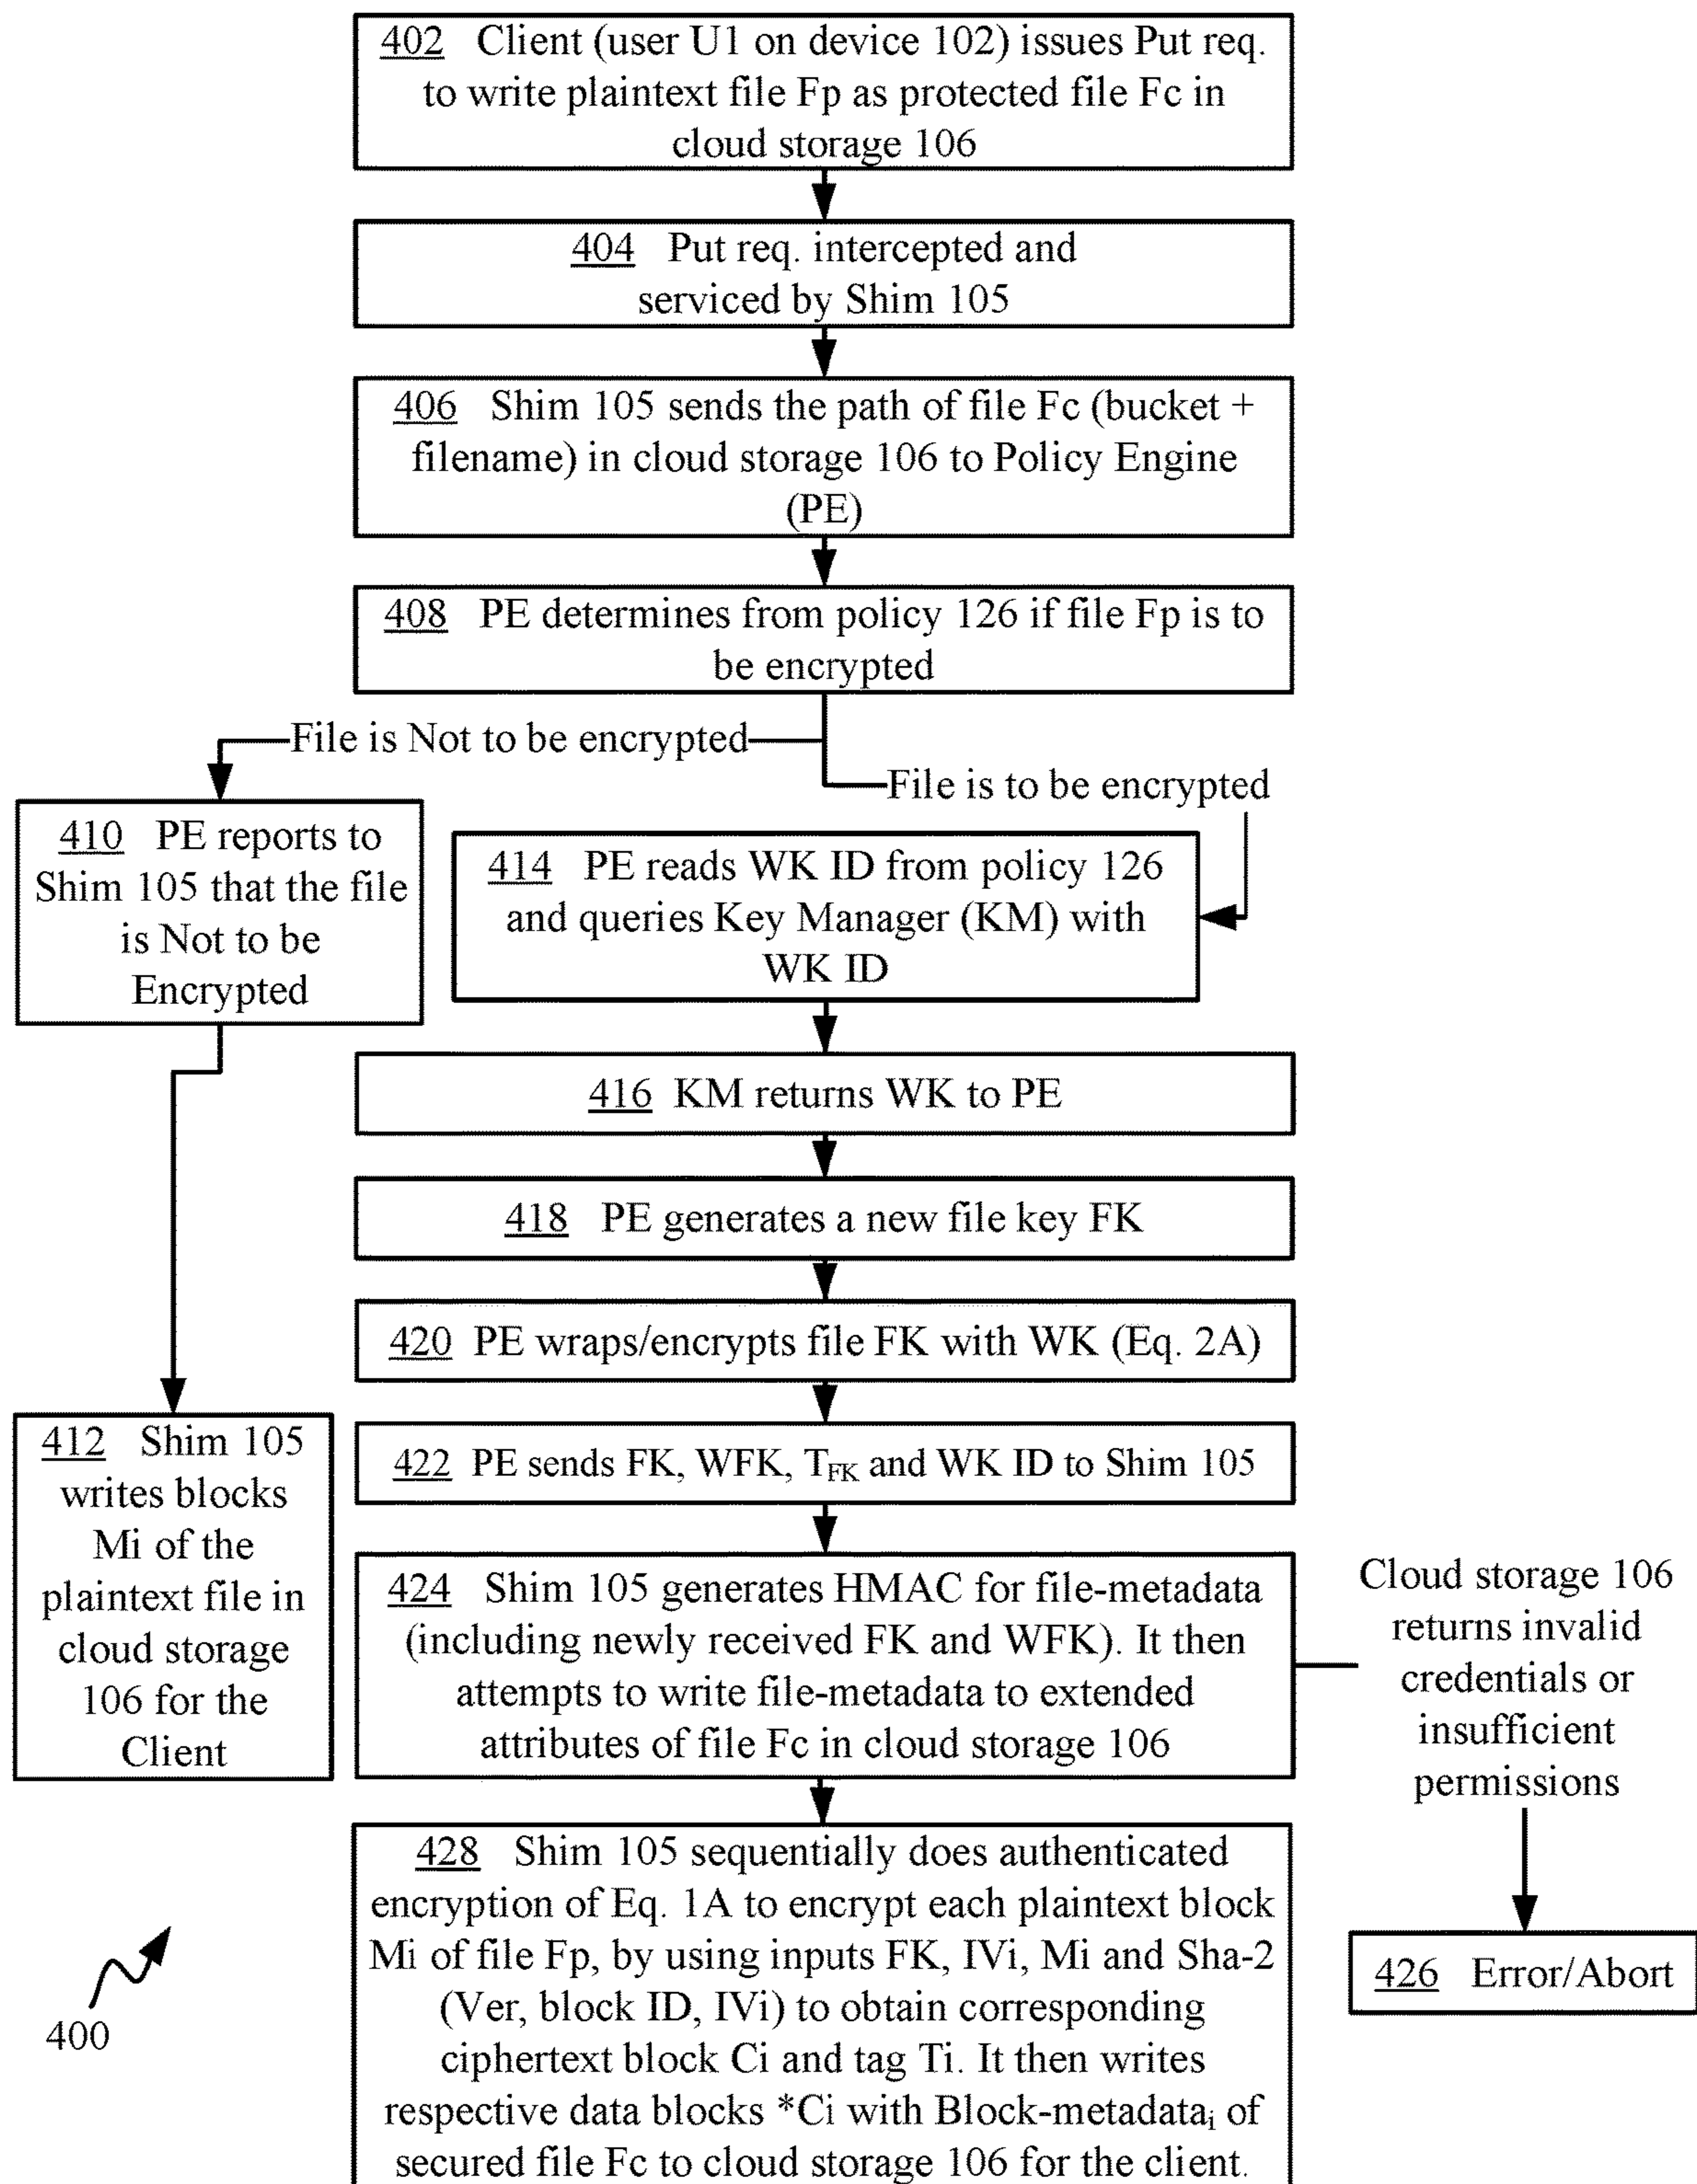 402 Client (user U1 on device 102) issues Put req.
to write plaintext file Fp as protected file Fc in
cloud storage 106
404 Put req. intercepted and
serviced by Shim 105
406 Shim 105 sends the path of file Fc (bucket +
filename) in cloud storage 106 to Policy Engine
(PE)
408 PE determines from policy 126 if file Fp is to
be encrypted
File is Not to be encrypted
File is to be encrypted
410 PE reports to
Shim 105 that the file
is Not to be
Encrypted
414 PE reads WK ID from policy 126
and queries Key Manager (KM) with
WK ID
416 KM returns WK to PE
418 PE generates a new file key FK
420 PE wraps/encrypts file FK with WK (Eq. 2A)
412 Shim 105
writes blocks
Mi of the
plaintext file in
cloud storage
106 for the
Client
422 PE sends FK, WFK, T_FK and WK ID to Shim 105
424 Shim 105 generates HMAC for file-metadata
(including newly received FK and WFK). It then
attempts to write file-metadata to extended
attributes of file Fc in cloud storage 106
Cloud storage 106
returns invalid
credentials or
insufficient
permissions
426 Error/Abort
428 Shim 105 sequentially does authenticated
encryption of Eq. 1A to encrypt each plaintext block
Mi of file Fp, by using inputs FK, IVi, Mi and Sha-2
(Ver, block ID, IVi) to obtain corresponding
ciphertext block Ci and tag Ti. It then writes
respective data blocks *Ci with Block-metadata_i of
secured file Fc to cloud storage 106 for the client.
400